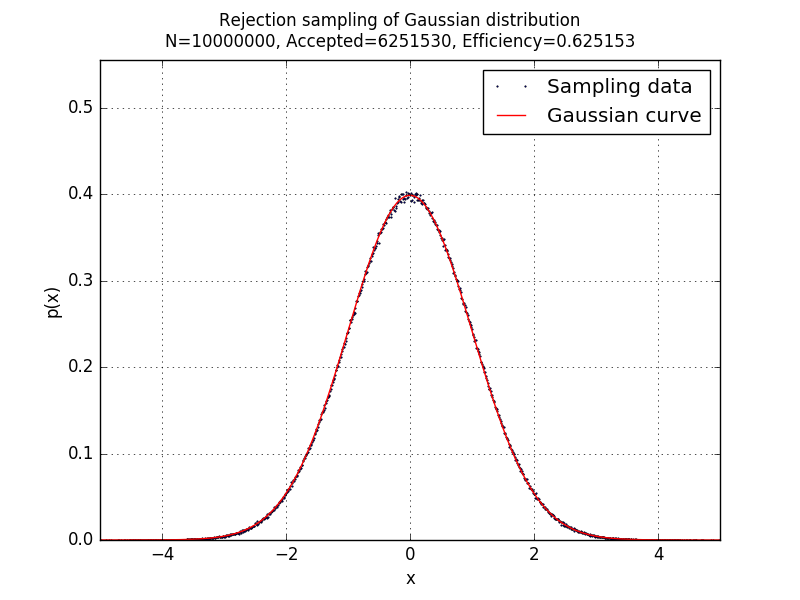 Rejection sampling of Gaussian distribution
N=10000000, Accepted=6251530, Efficiency=0.625153
Sampling data
Gaussian curve
0.5
0.4
0.3
0.2
0.1
0.0
p(x)
−4 −2 0 2 4
x